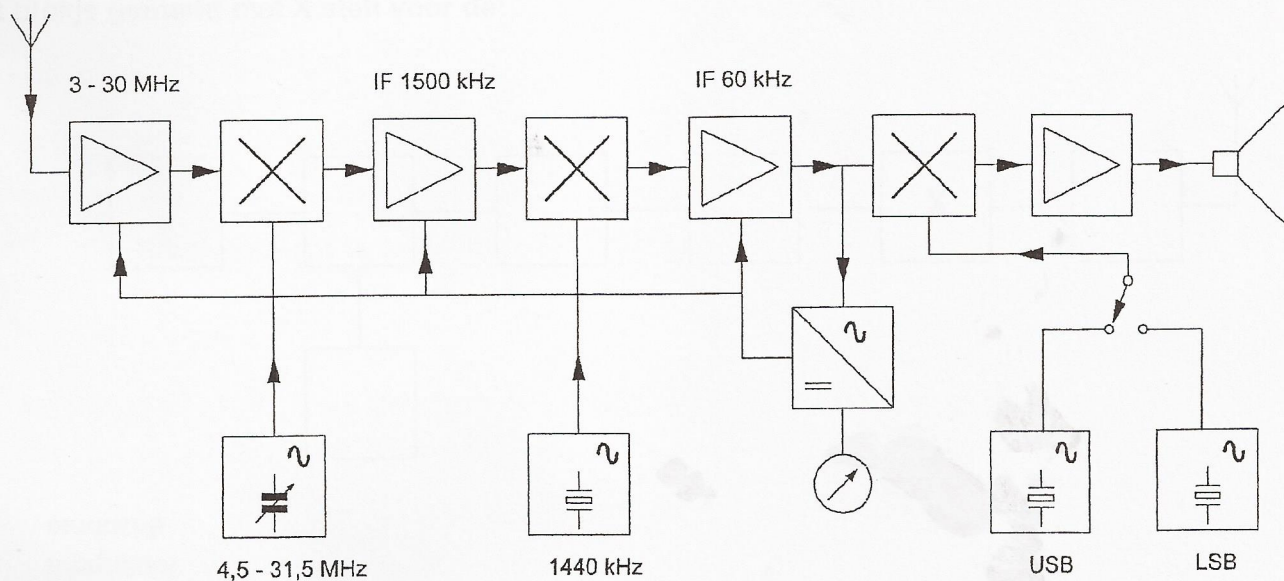 3 - 30 MHz
IF 1500 kHz
IF 60 kHz
4,5 - 31,5 MHz
1440 kHz
USB
LSB